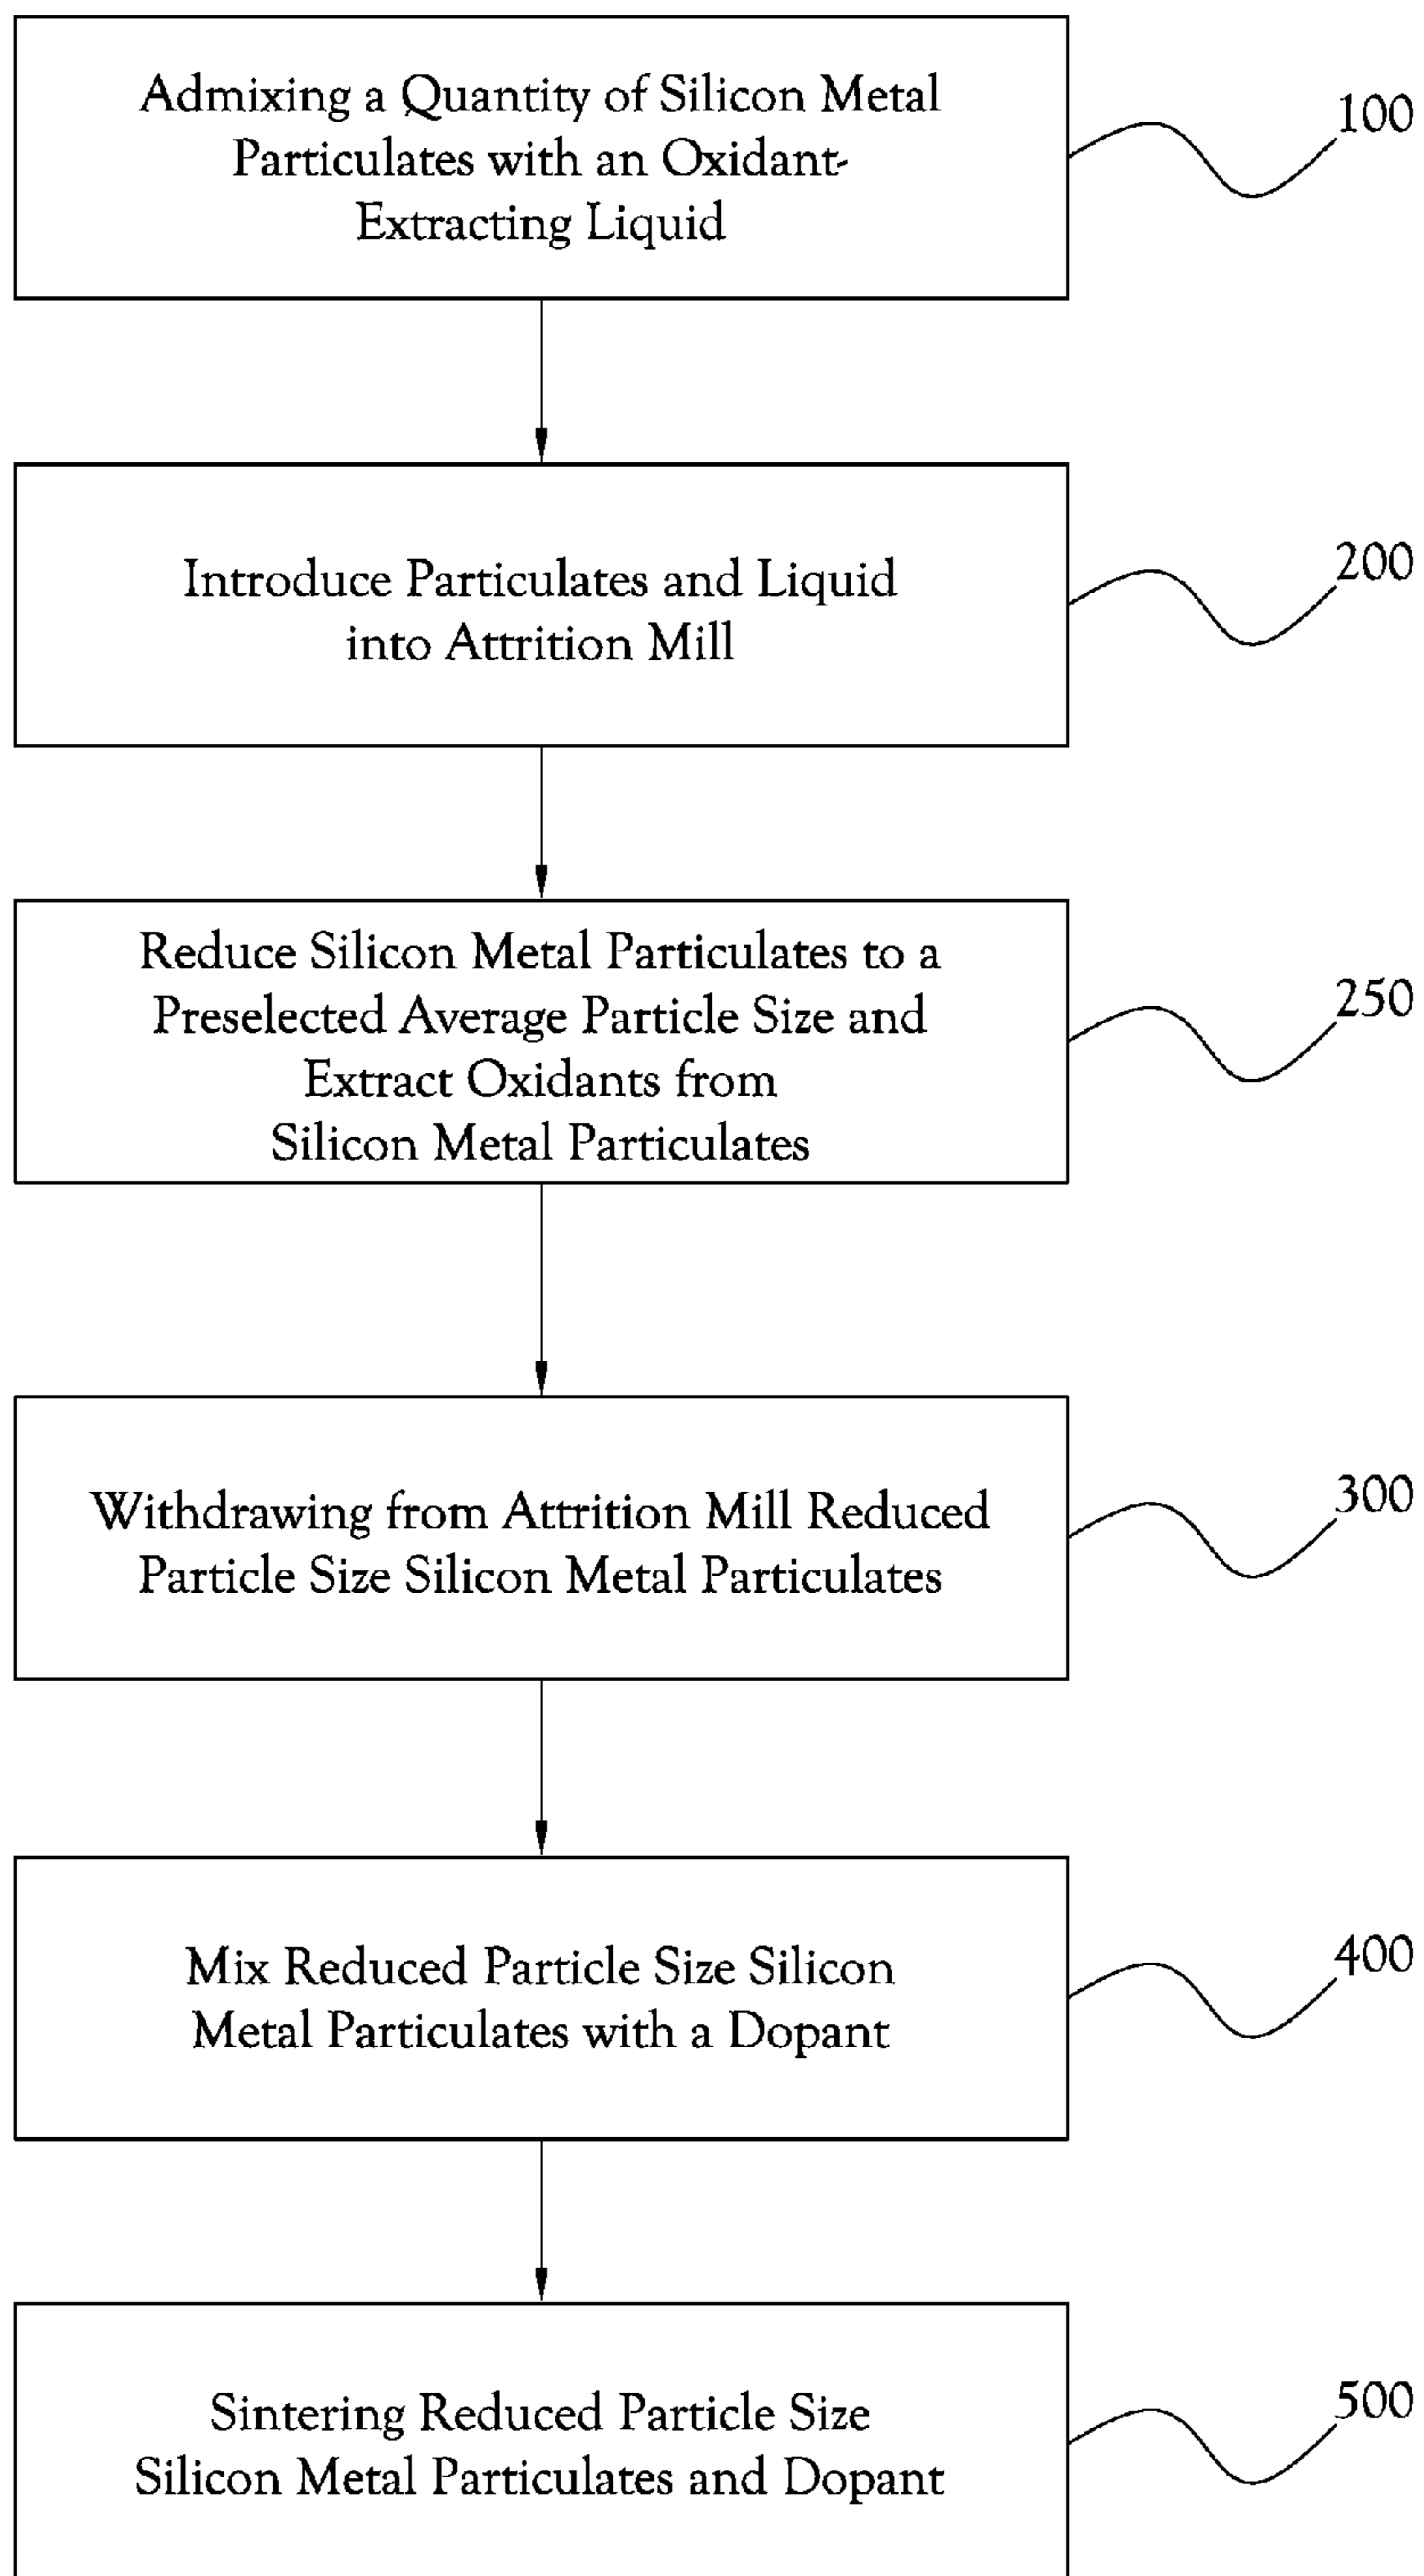 Admixing a Quantity of Silicon Metal
Particulates with an Oxidant-
Extracting Liquid
100
Introduce Particulates and Liquid
into Attrition Mill
200
Reduce Silicon Metal Particulates to a
Preselected Average Particle Size and
Extract Oxidants from
Silicon Metal Particulates
250
Withdrawing from Attrition Mill Reduced
Particle Size Silicon Metal Particulates
300
Mix Reduced Particle Size Silicon
Metal Particulates with a Dopant
400
Sintering Reduced Particle Size
Silicon Metal Particulates and Dopant
500